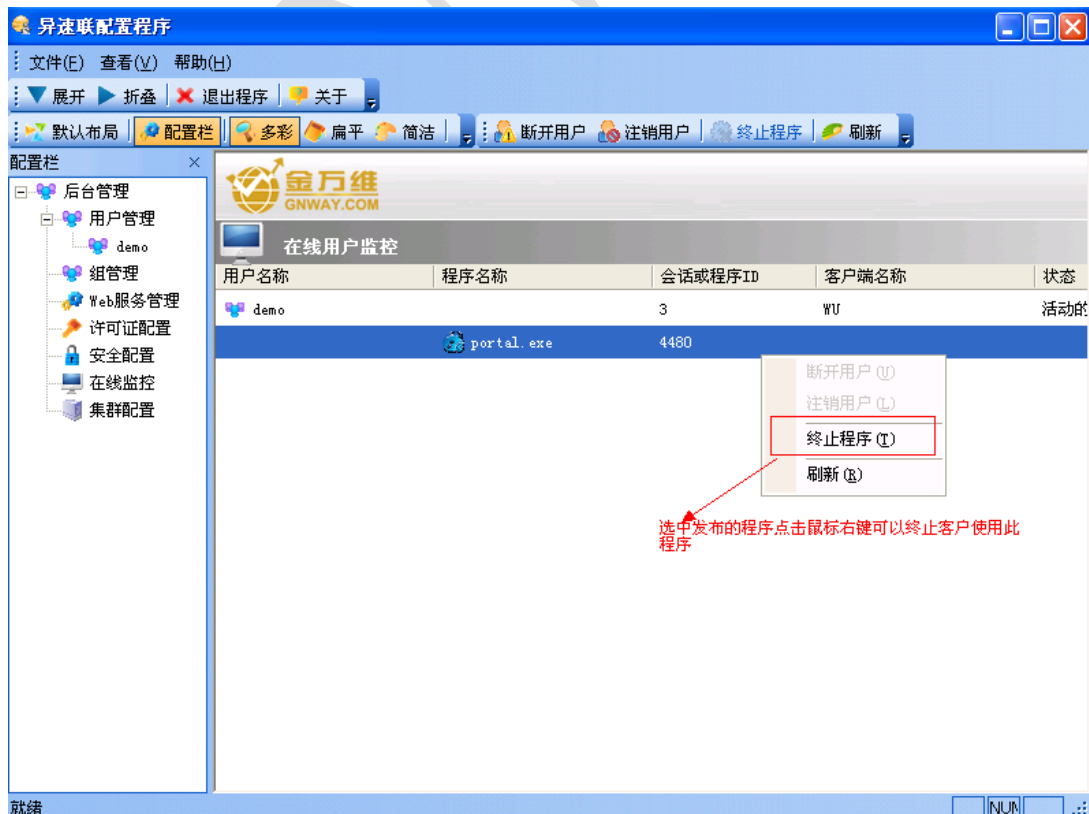 异速联配置程序
文件(F) 查看(V) 帮助(H)
展开 折叠 退出程序 关于
默认布局 配置栏 多彩 扁平 简洁 断开用户 注销用户 终止程序 刷新
配置栏
后台管理
用户管理
demo
组管理
Web服务管理
许可证配置
安全配置
在线监控
集群配置
金万维
GNWAY.COM
在线用户监控
用户名称 程序名称 会话或程序ID 客户端名称 状态
demo 3 WU 活动的
portal.exe 4480
断开用户(U)
注销用户(L)
终止程序(T)
刷新(R)
选中发布的程序点击鼠标右键可以终止客户使用此
程序
就绪 NUM